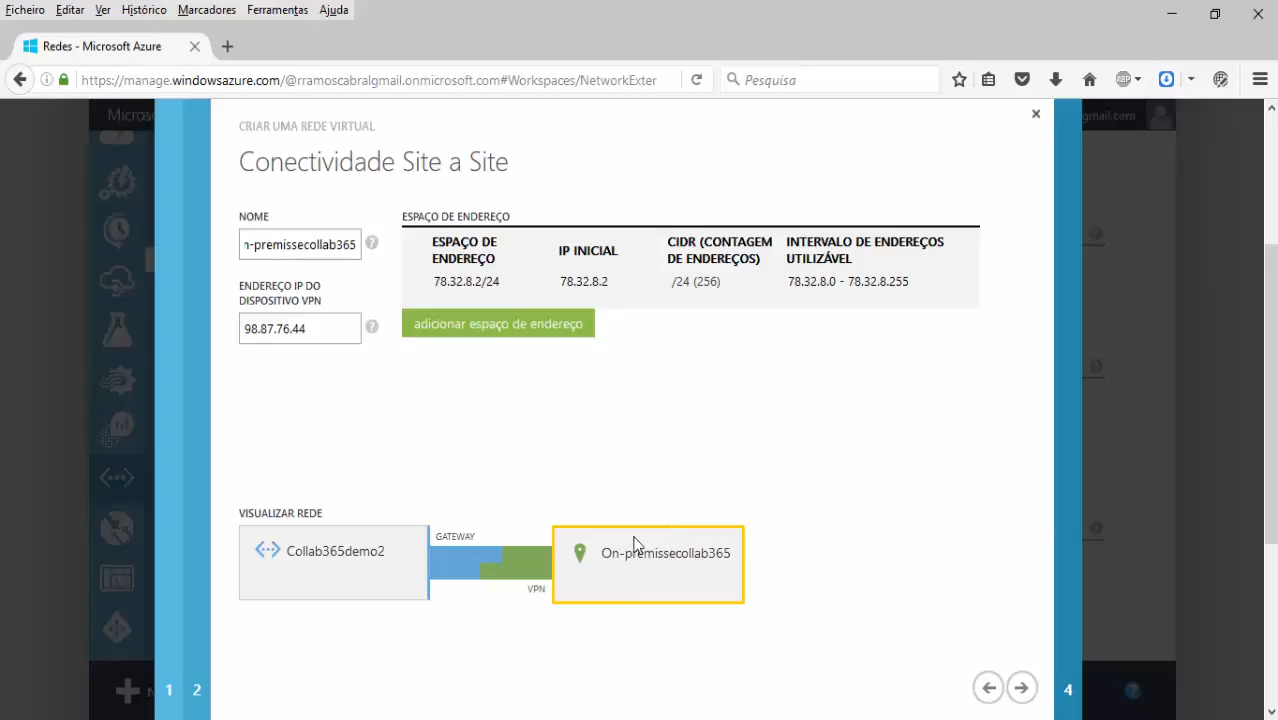 Ficheiro Editar Ver Histórico Marcadores Ferramentas Ajuda
Redes - Microsoft Azure
https://manage.windowsazure.com/@rramoscabralgmail.onmicrosoft.com#Workspaces/NetworkExter
Pesquisa
ABP
Micros
gmail.com
CRIAR UMA REDE VIRTUAL
Conectividade Site a Site
NOME
n-premissecollab365
ENDEREÇO IP DO
DISPOSITIVO VPN
98.87.76.44
ESPAÇO DE ENDEREÇO
ESPAÇO DE
ENDEREÇO
IP INICIAL
CIDR (CONTAGEM
DE ENDEREÇOS)
INTERVALO DE ENDEREÇOS
UTILIZÁVEL
78.32.8.2/24 78.32.8.2 /24 (256) 78.32.8.0 - 78.32.8.255
adicionar espaço de endereço
VISUALIZAR REDE
Collab365demo2
GATEWAY
VPN
On-premissecollab365
N
1 2
4